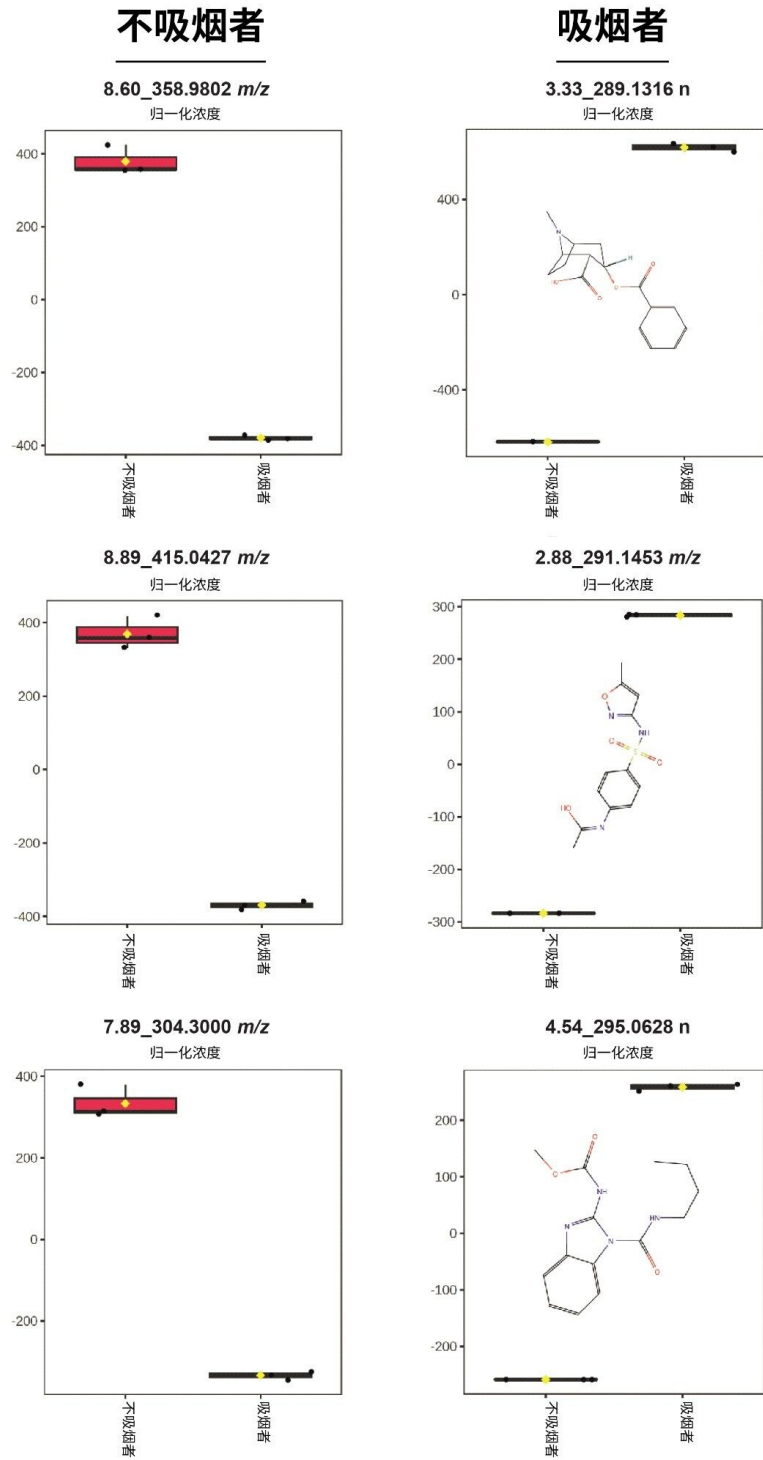 不吸烟者
8.60_358.9802 m/z
归一化浓度
400
200
0
-200
-400
不吸烟者
吸烟者
8.89_415.0427 m/z
归一化浓度
400
200
0
-200
-400
不吸烟者
吸烟者
7.89_304.3000 m/z
归一化浓度
400
200
0
-200
不吸烟者
吸烟者
吸烟者
3.33_289.1316 n
归一化浓度
400
0
-400
N
H
HO
O
O
O
不吸烟者
吸烟者
2.88_291.1453 m/z
归一化浓度
300
200
100
0
-100
-200
-300
O
N
NH
O
S
O
HO
N
不吸烟者
吸烟者
4.54_295.0628 n
归一化浓度
200
100
0
-100
-200
O
O
NH
N
N
HN
O
不吸烟者
吸烟者